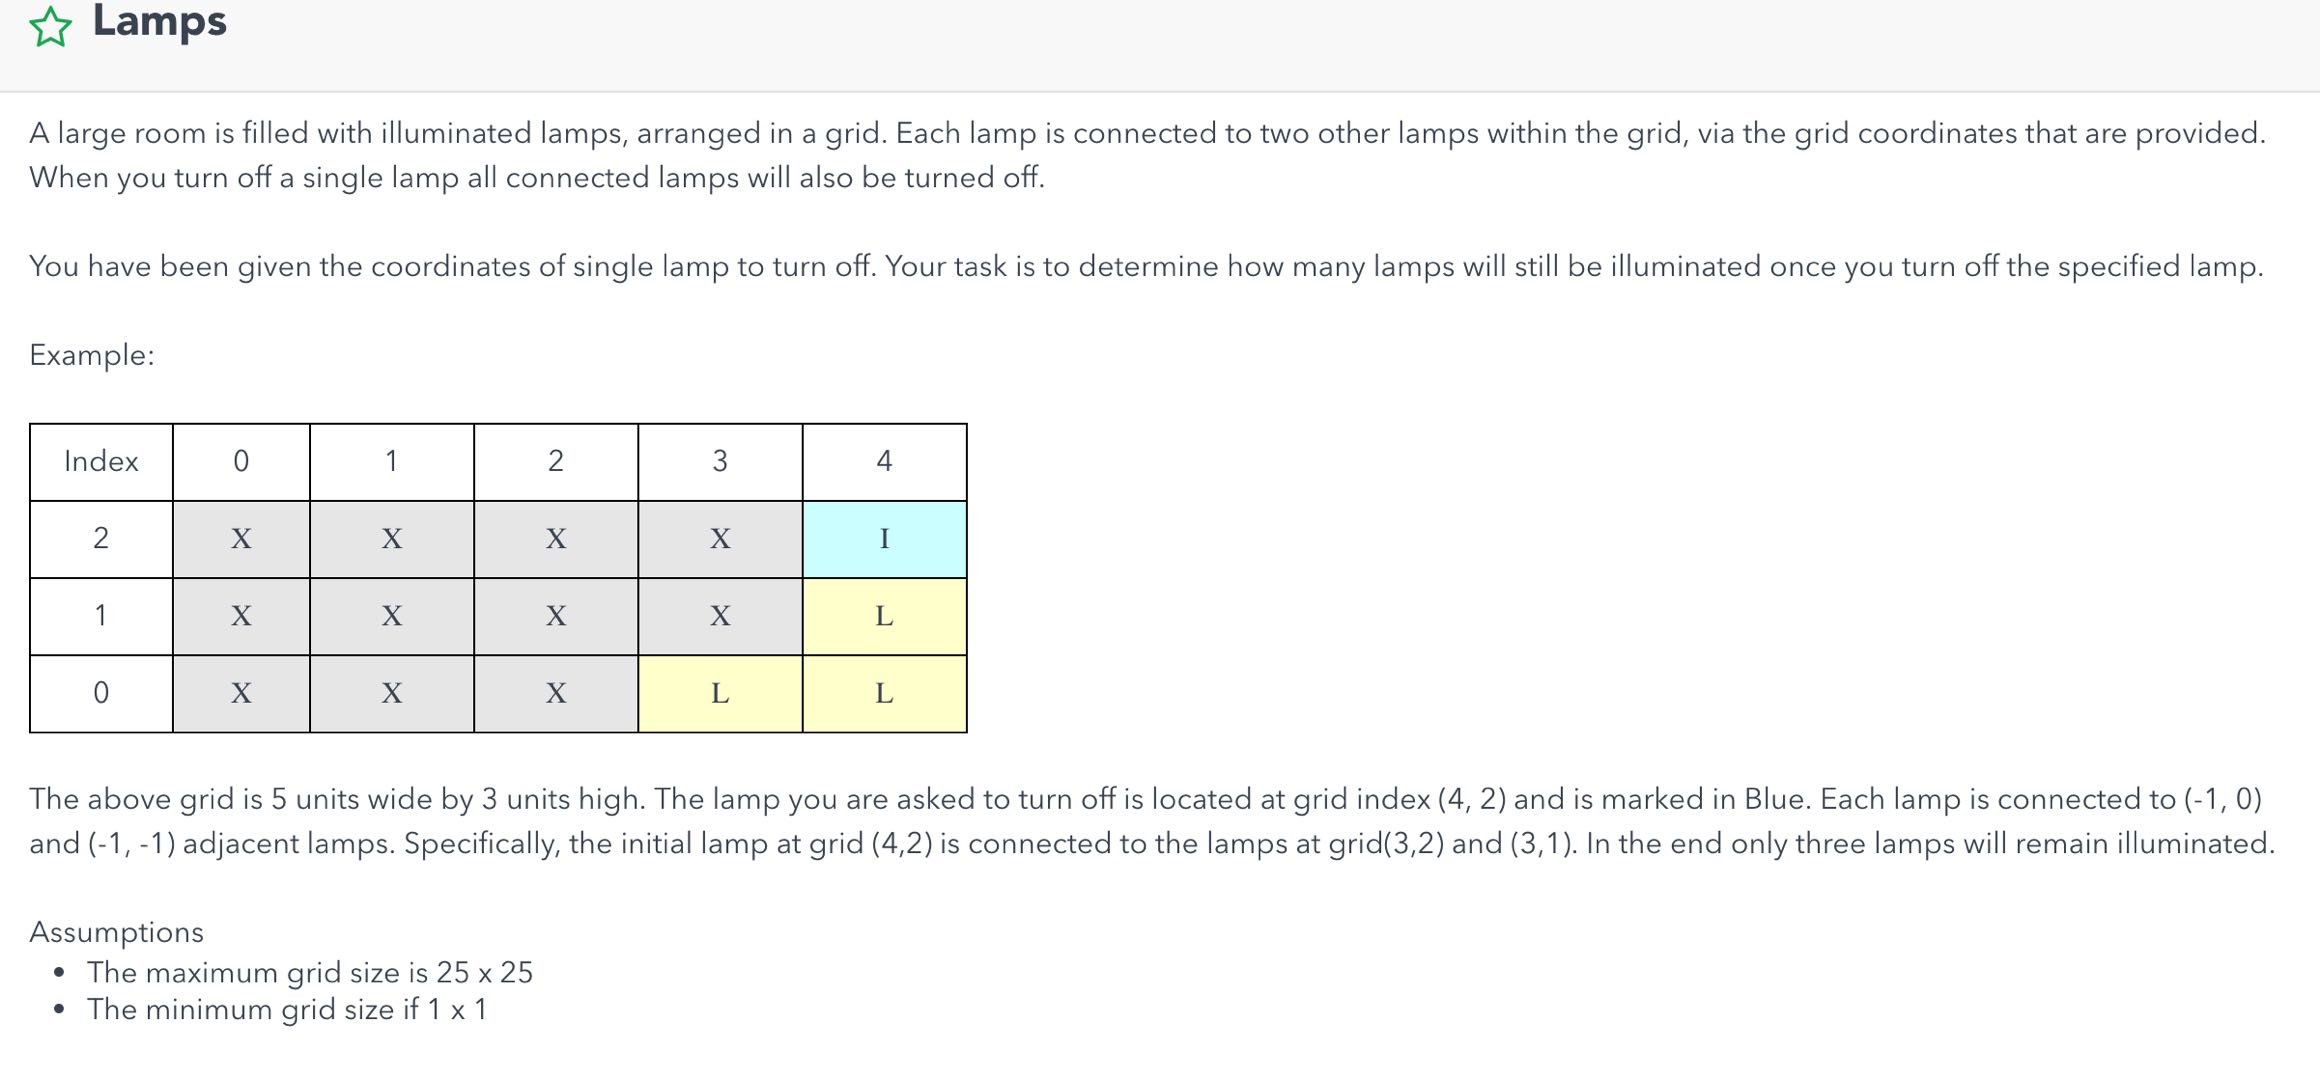 Lamps
A large room is filled with illuminated lamps, arranged in a grid. Each lamp is connected to two other lamps within the grid, via the grid coordinates that are provided.
When you turn off a single lamp all connected lamps will also be turned off.
You have been given the coordinates of single lamp to turn off. Your task is to determine how many lamps will still be illuminated once you turn off the specified lamp.
Example:
Index 0 1 2 3 4
2 X X X X I
1 X X X X L
0 X X X L L
The above grid is 5 units wide by 3 units high. The lamp you are asked to turn off is located at grid index (4, 2) and is marked in Blue. Each lamp is connected to (-1, 0)
and (-1, -1) adjacent lamps. Specifically, the initial lamp at grid (4,2) is connected to the lamps at grid(3,2) and (3,1). In the end only three lamps will remain illuminated.
Assumptions
• The maximum grid size is 25 x 25
• The minimum grid size if 1 x 1